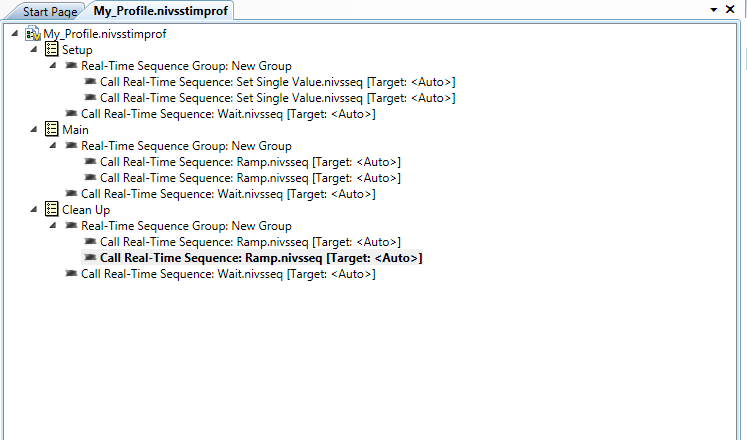 Start Page My_Profile.nivsstimprof
My_Profile.nivsstimprof
Setup
Real-Time Sequence Group: New Group
Call Real-Time Sequence: Set Single Value.nivsseq [Target: <Auto>]
Call Real-Time Sequence: Set Single Value.nivsseq [Target: <Auto>]
Call Real-Time Sequence: Wait.nivsseq [Target: <Auto>]
Main
Real-Time Sequence Group: New Group
Call Real-Time Sequence: Ramp.nivsseq [Target: <Auto>]
Call Real-Time Sequence: Ramp.nivsseq [Target: <Auto>]
Call Real-Time Sequence: Wait.nivsseq [Target: <Auto>]
Clean Up
Real-Time Sequence Group: New Group
Call Real-Time Sequence: Ramp.nivsseq [Target: <Auto>]
Call Real-Time Sequence: Ramp.nivsseq [Target: <Auto>]
Call Real-Time Sequence: Wait.nivsseq [Target: <Auto>]